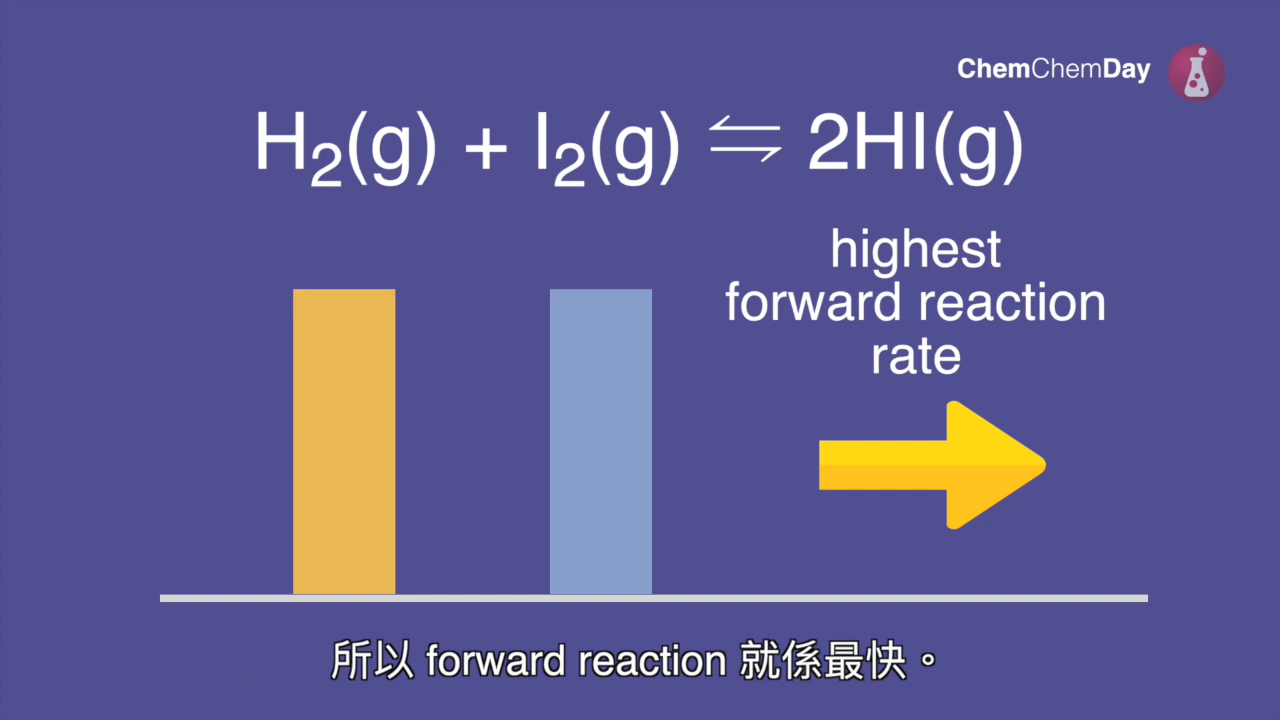 ChemChemDay
H₂(g) + I₂(g) ⇋ 2HI(g)
highest
forward reaction
rate
所以 forward reaction 就係最快。